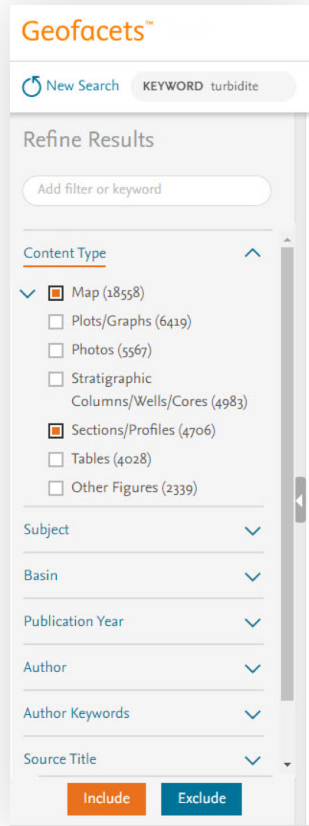 Geofacets™
New Search KEYWORD turbidite
Refine Results
Add filter or keyword
Content Type
Map (18558)
Plots/Graphs (6419)
Photos (5567)
Stratigraphic
Columns/Wells/Cores (4983)
Sections/Profiles (4706)
Tables (4028)
Other Figures (2339)
Subject
Basin
Publication Year
Author
Author Keywords
Source Title
Include Exclude